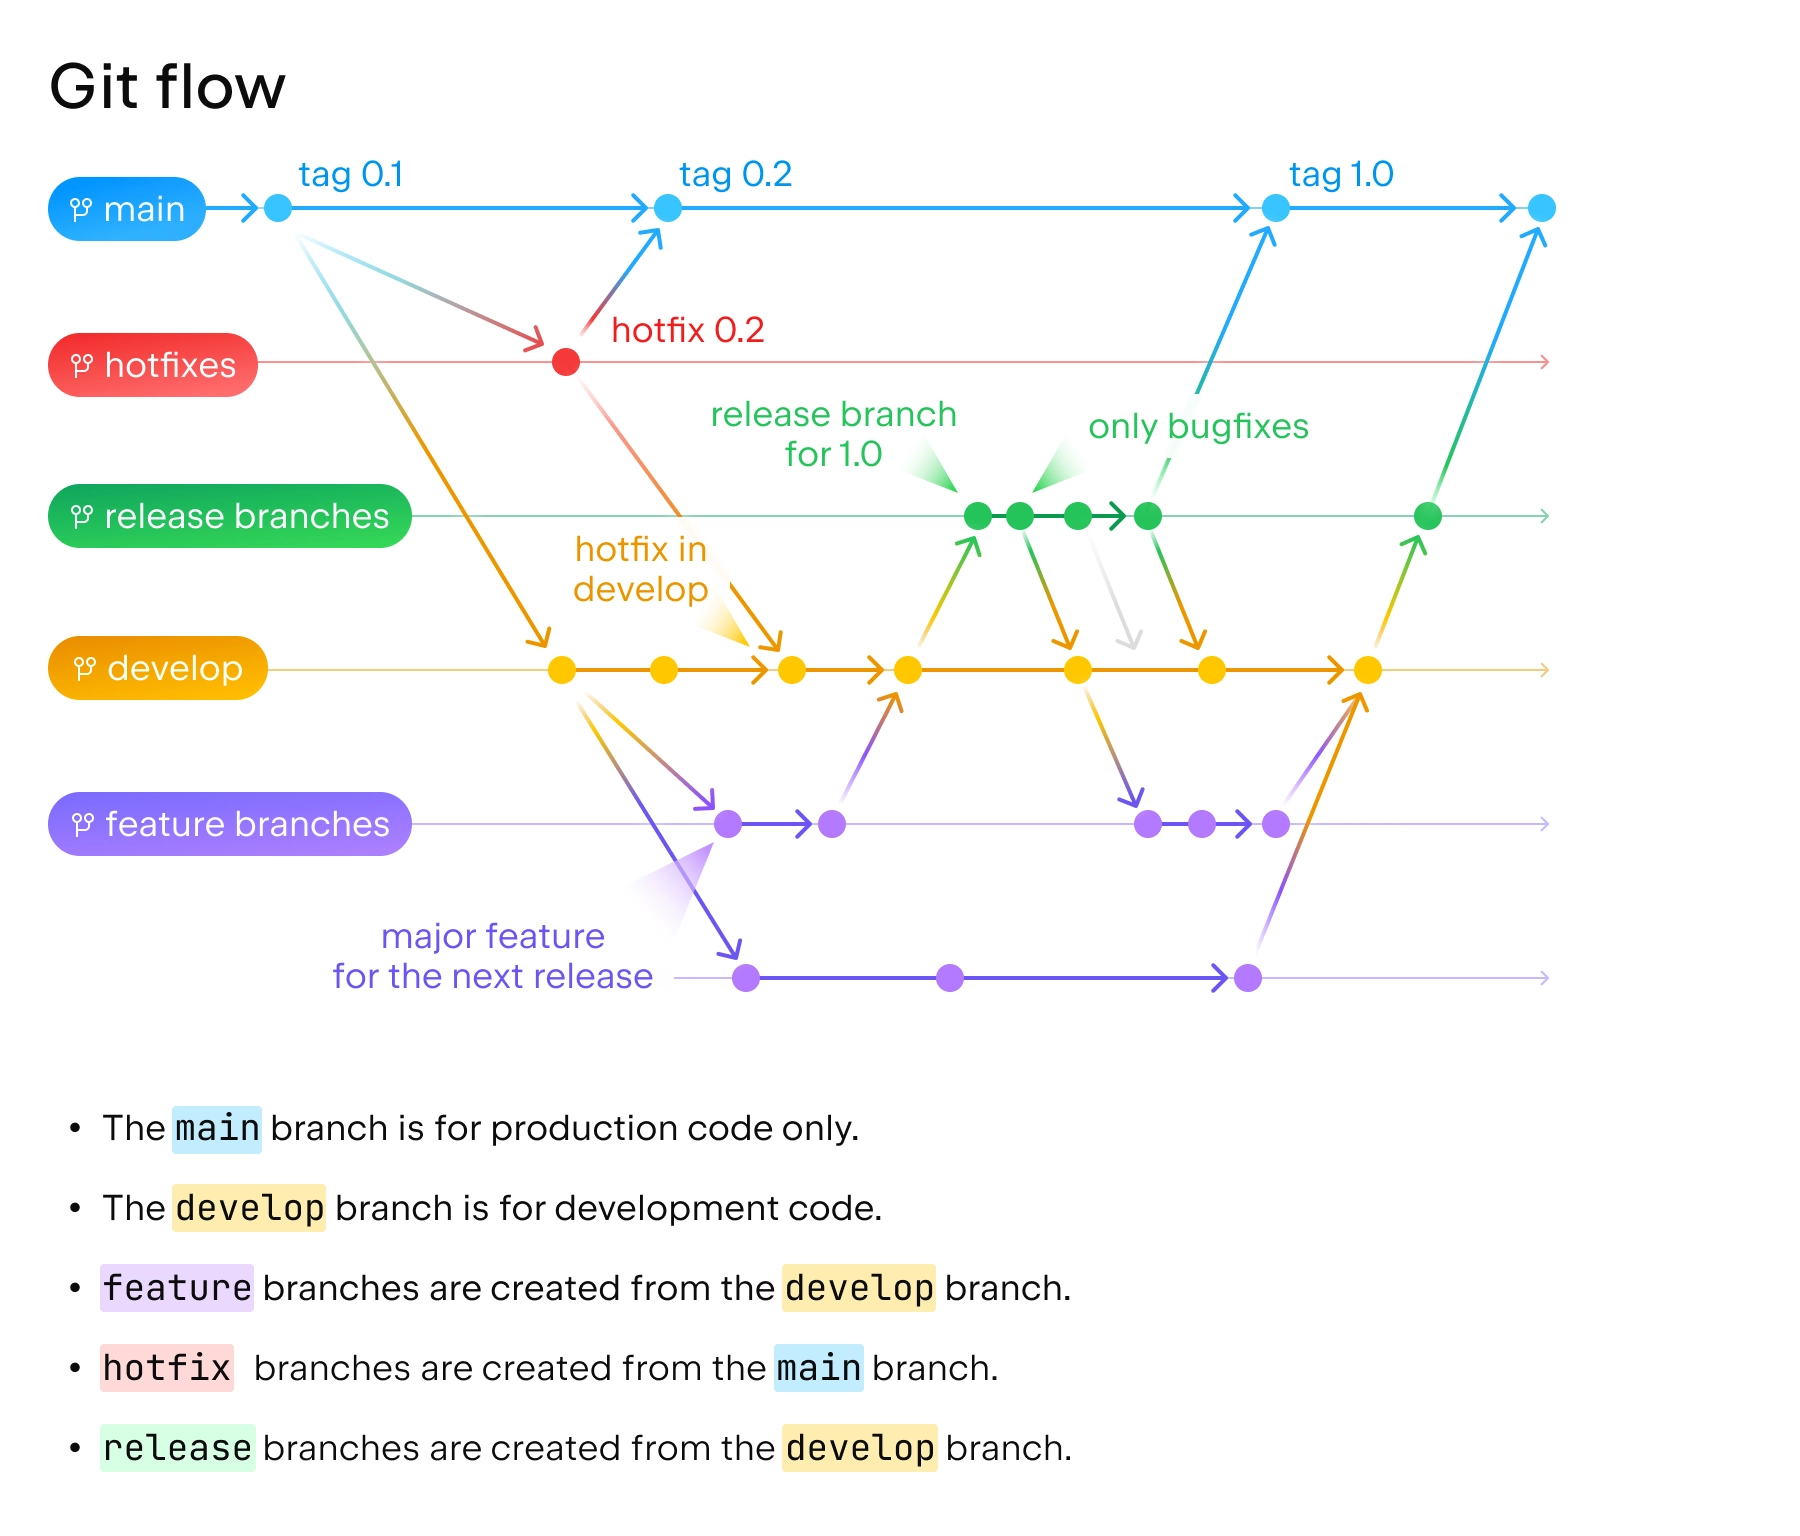 Git flow
tag 0.1
tag 0.2
tag 1.0
main
hotfixes
hotfix 0.2
release branch
for 1.0
only bugfixes
release branches
hotfix in
develop
develop
feature branches
major feature
for the next release
• The main branch is for production code only.
• The develop branch is for development code.
• feature branches are created from the develop branch.
• hotfix branches are created from the main branch.
• release branches are created from the develop branch.